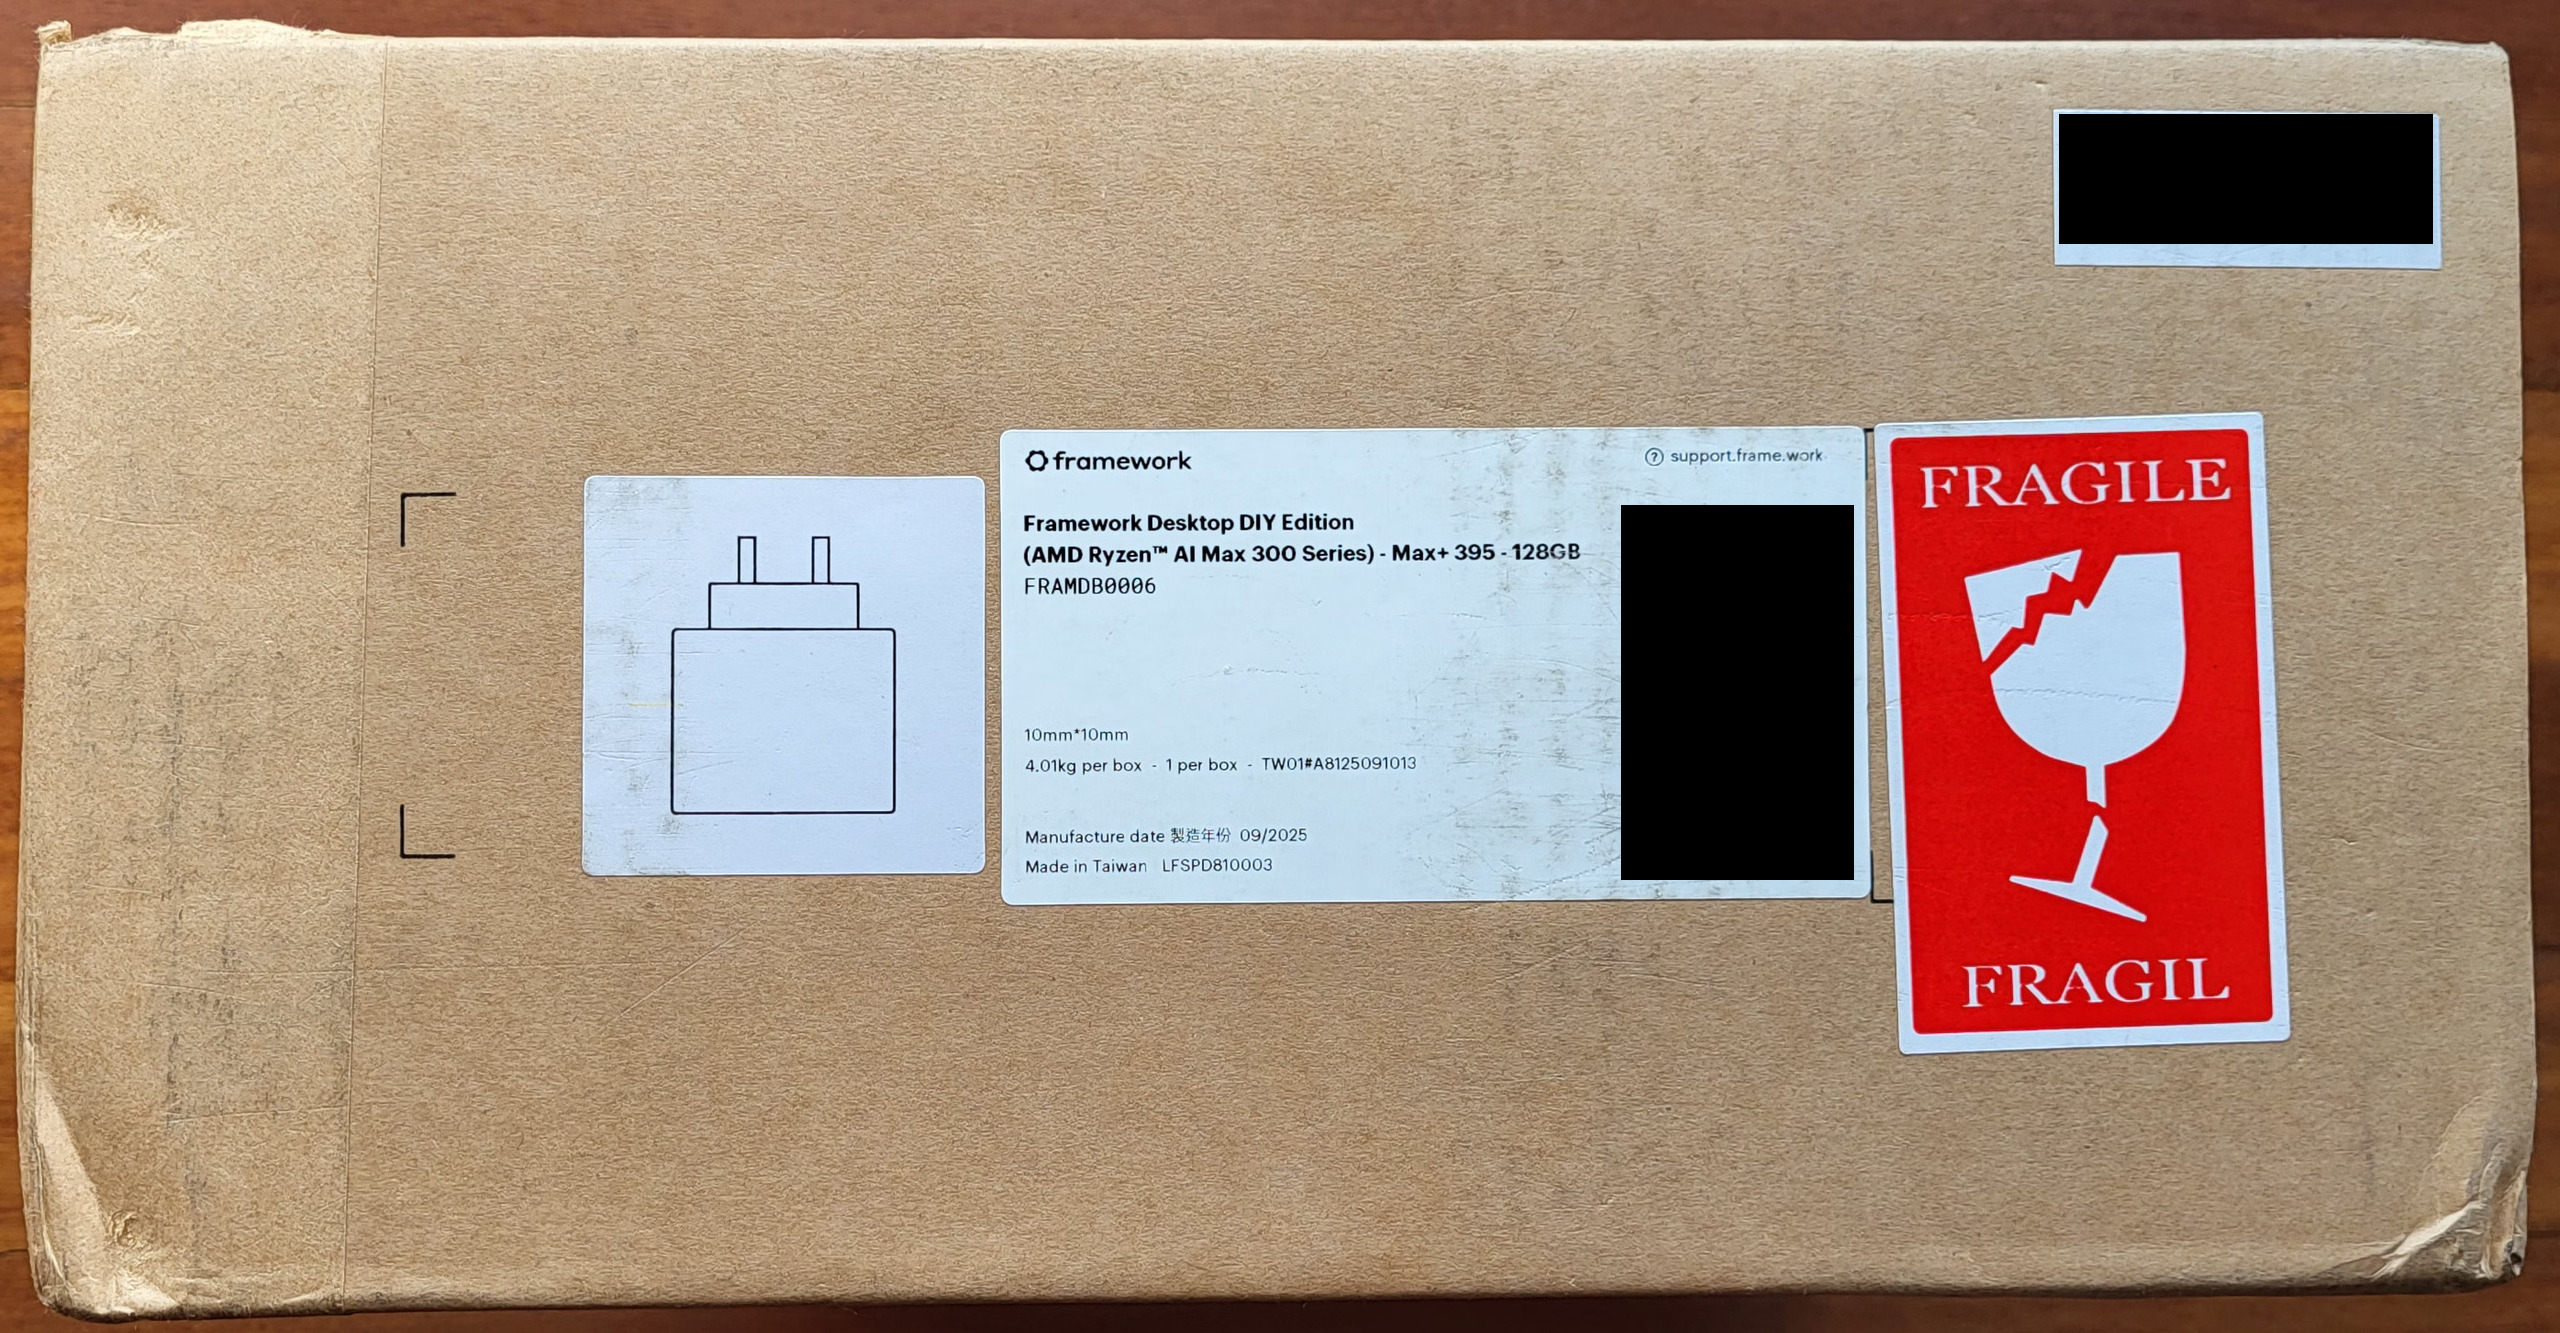 framework
? support.frame.work
Framework Desktop DIY Edition
(AMD Ryzen™ AI Max 300 Series) - Max+ 395 - 128GB
FRAMDB0006
10mm*10mm
4.01kg per box - 1 per box - TW01#A8125091013
Manufacture date 製造年份 09/2025
Made in Taiwan LFSPD810003
FRAGILE
FRAGIL